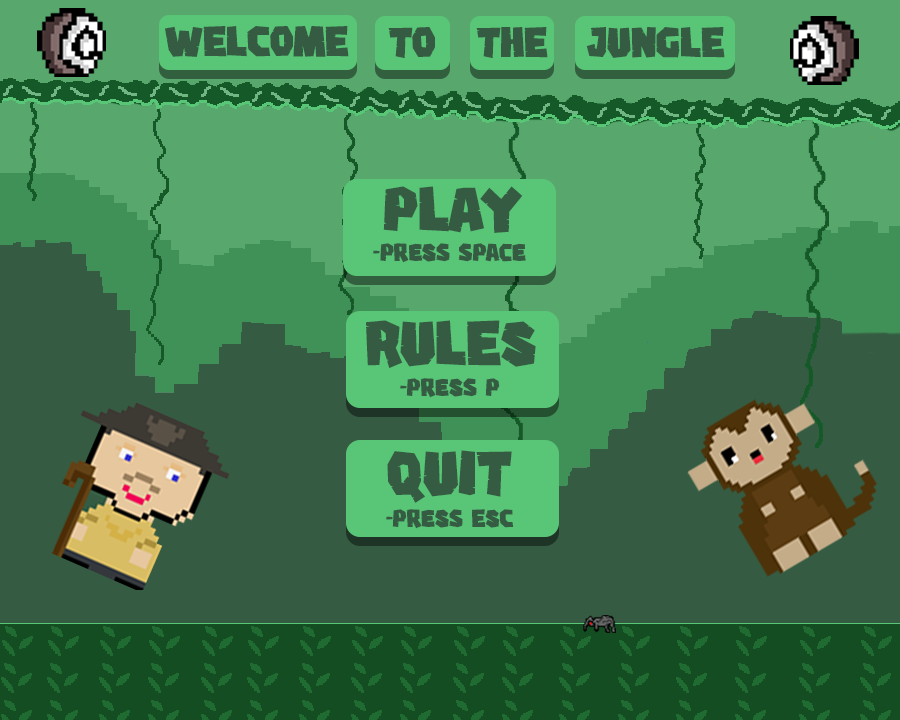 WELCOME TO THE JUNGLE
PLAY
-PRESS SPACE
RULES
-PRESS P
QUIT
-PRESS ESC